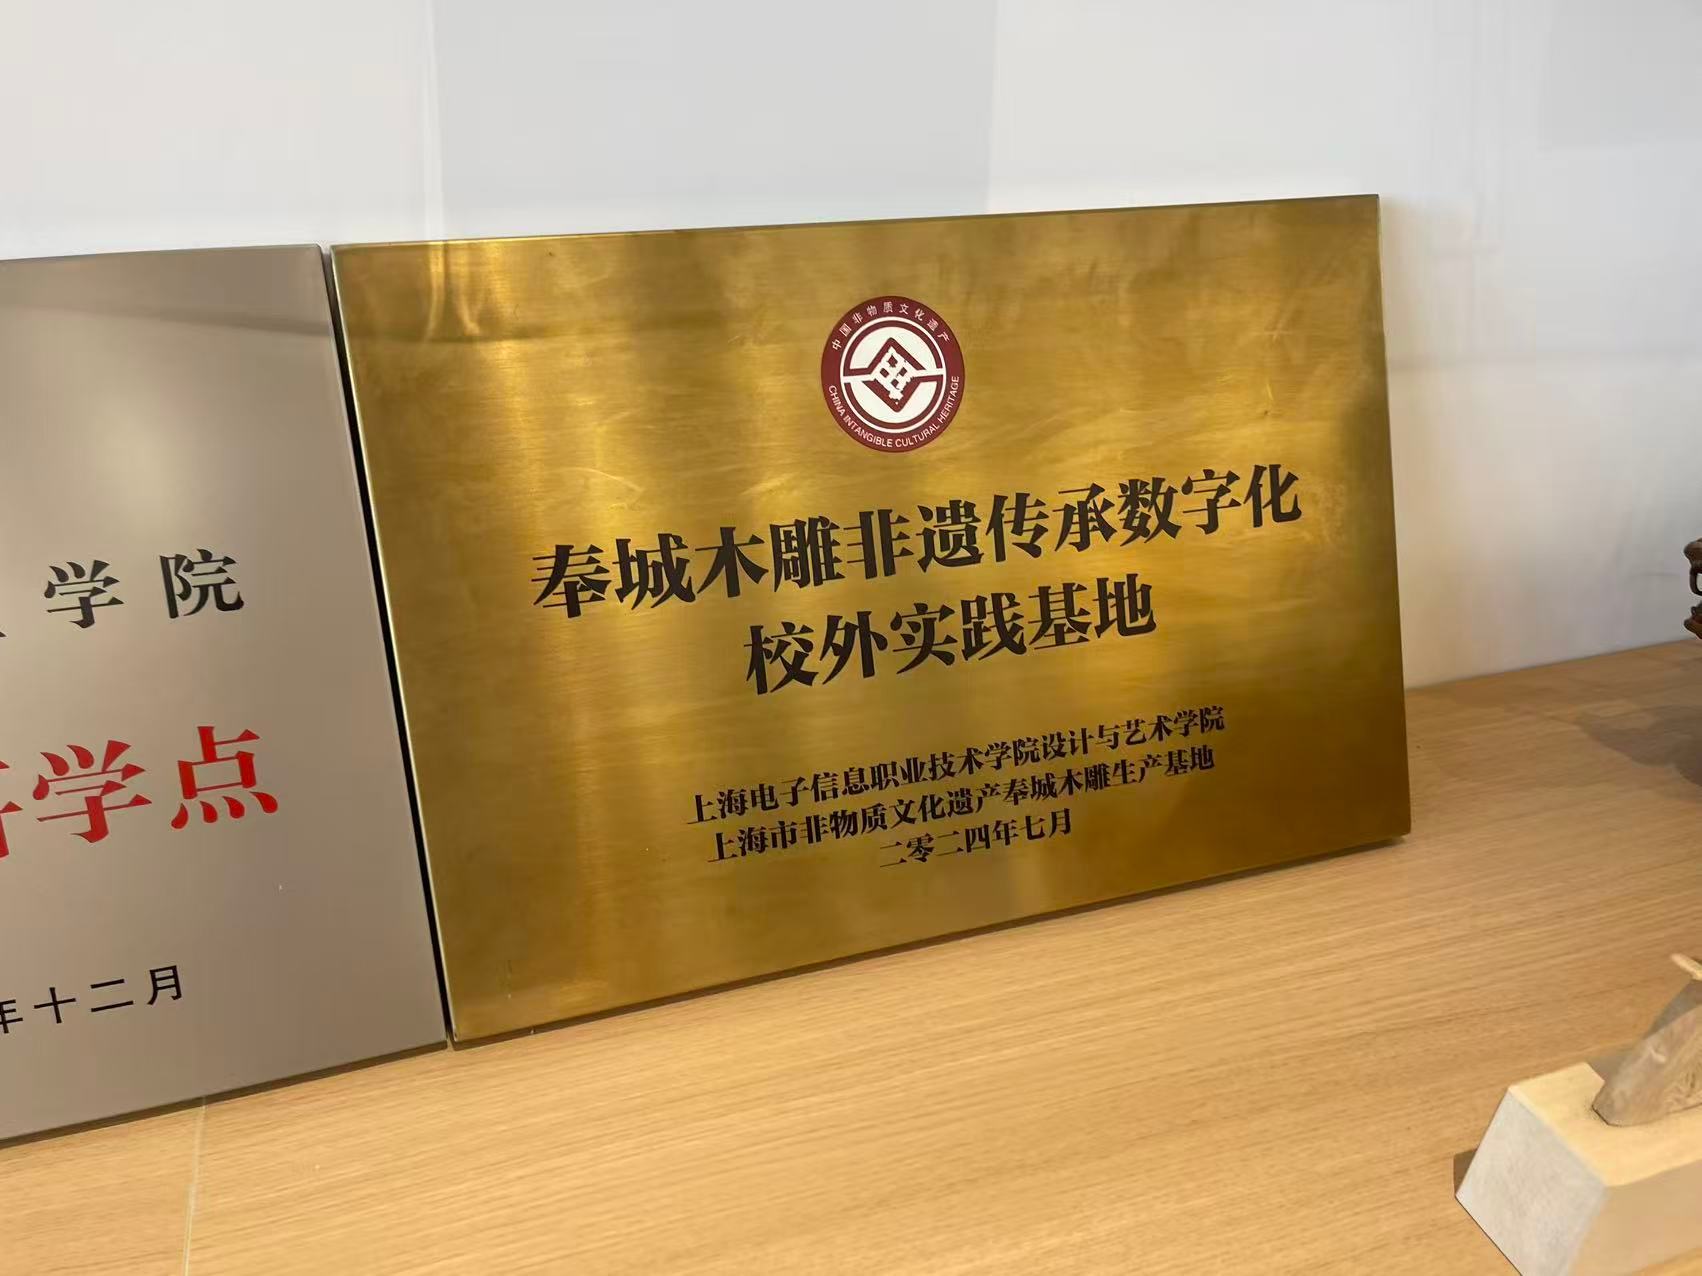 学院
学点
年十二月
中国非物质文化遗产
CHINA INTANGIBLE CULTURAL HERITAGE
奉城木雕非遗传承数字化
校外实践基地
上海电子信息职业技术学院设计与艺术学院
上海市非物质文化遗产奉城木雕生产基地
二零二四年七月